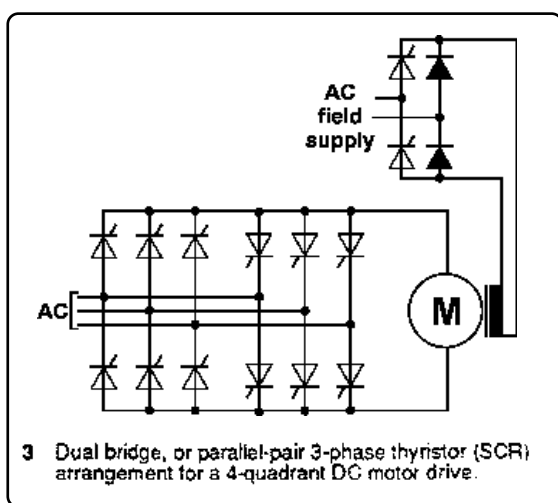 AC
field
supply
AC
M
3 Dual bridge, or parallel-pair 3-phase thyristor (SCR)
arrangement for a 4-quadrant DC motor drive.